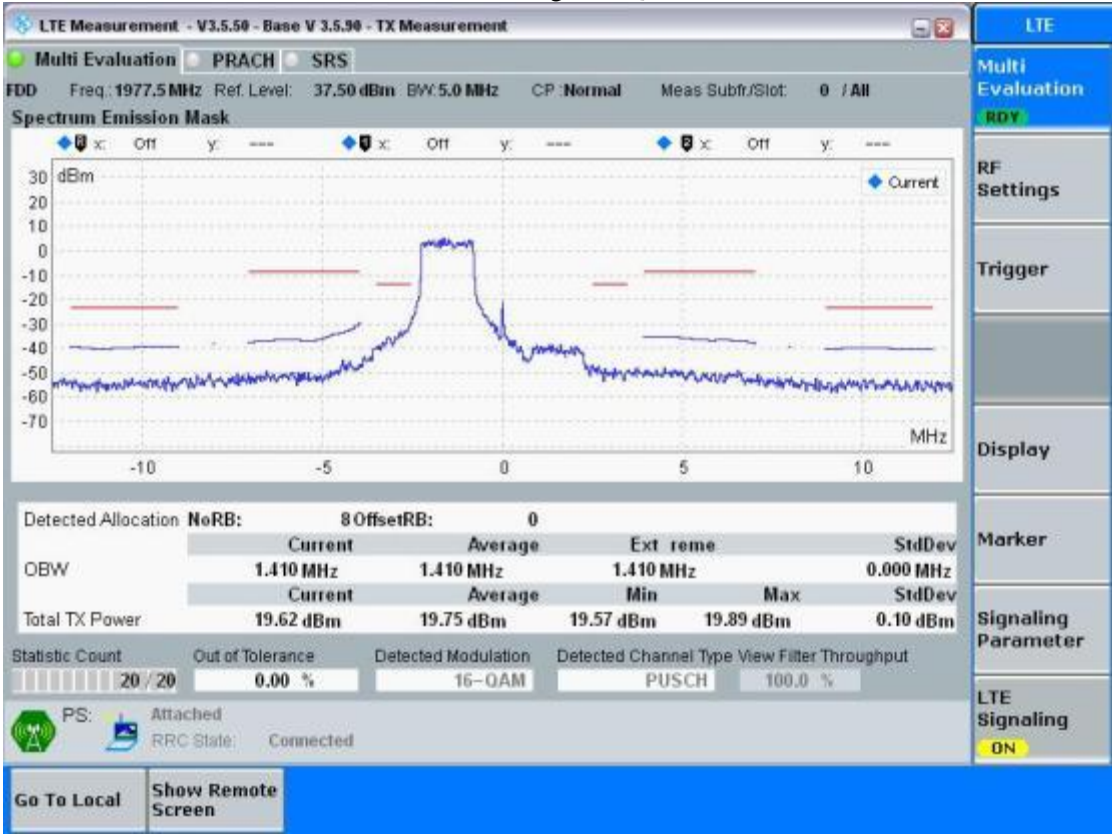 LTE Measurement - V3.5.50 - Base V 3.5.90 - TX Measurement
LTE
Multi Evaluation PRACH SRS
Multi Evaluation
RDY
FDD Freq.: 1977.5 MHz Ref. Level: 37.50 dBm BW: 5.0 MHz CP : Normal Meas Subfr./Slot: 0 / All
Spectrum Emission Mask
x: Off y: --- x: Off y: --- x: Off y: ---
dBm
Current
30
20
10
0
-10
-20
-30
-40
-50
-60
-70
MHz
-10 -5 0 5 10
RF Settings
Trigger
Display
Marker
Signaling Parameter
LTE Signaling
ON
Detected Allocation NoRB: 8 OffsetRB: 0
Current Average Ext reme StdDev
OBW 1.410 MHz 1.410 MHz 1.410 MHz 0.000 MHz
Current Average Min Max StdDev
Total TX Power 19.62 dBm 19.75 dBm 19.57 dBm 19.89 dBm 0.10 dBm
Statistic Count Out of Tolerance Detected Modulation Detected Channel Type View Filter Throughput
20 / 20 0.00 % 16-QAM PUSCH 100.0 %
PS: Attached
RRC State: Connected
Go To Local
Show Remote Screen